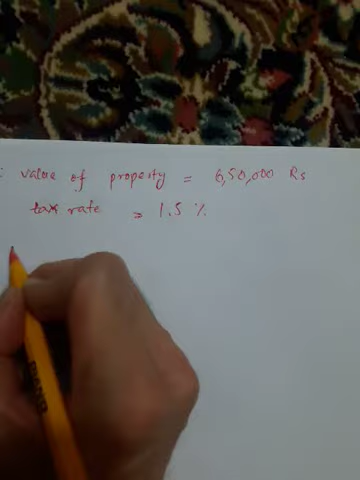 : value of property = 6,50,000 Rs
tax rate = 1.5 %